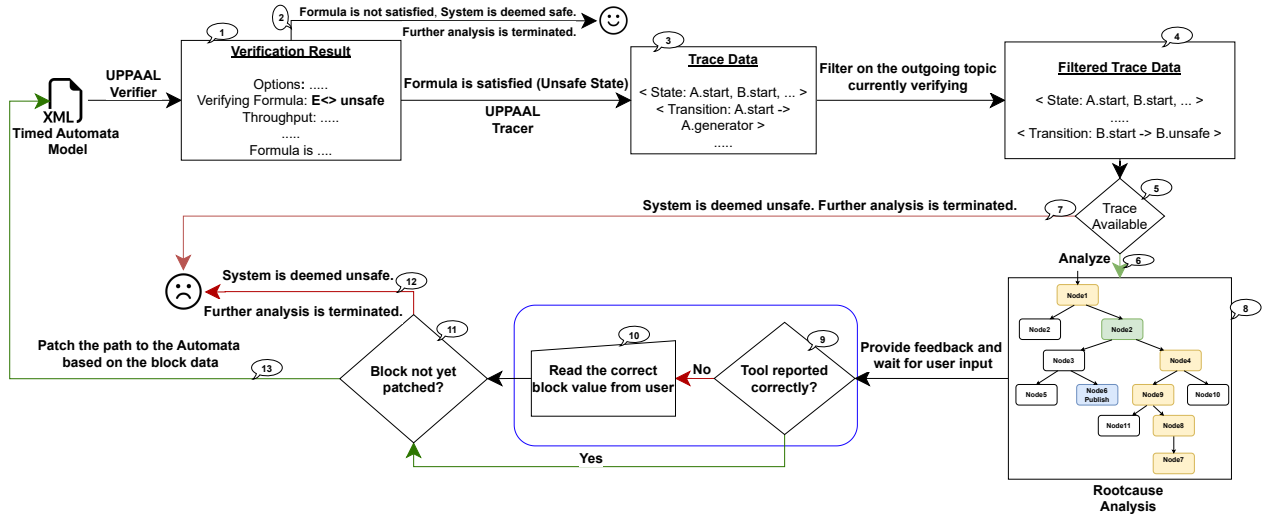 2
Formula is not satisfied, System is deemed safe.
Further analysis is terminated.
1
Verification Result
Options: .....
Verifying Formula: E<> unsafe
Throughput: .....
.....
Formula is ....
XML
Timed Automata
Model
UPPAAL
Verifier
Formula is satisfied (Unsafe State)
UPPAAL
Tracer
3
Trace Data
< State: A.start, B.start, ... >
< Transition: A.start ->
A.generator >
.....
Filter on the outgoing topic
currently verifying
4
Filtered Trace Data
< State: A.start, B.start, ... >
.....
< Transition: B.start -> B.unsafe >
5
Trace
Available
7
System is deemed unsafe. Further analysis is terminated.
6
Analyze
8
Node1
Node2
Node2
Node3
Node4
Node5
Node6
Publish
Node9
Node10
Node11
Node8
Node7
Rootcause
Analysis
Provide feedback and
wait for user input
9
Tool reported
correctly?
No
10
Read the correct
block value from user
Yes
11
Block not yet
patched?
12
System is deemed unsafe.
Further analysis is terminated.
13
Patch the path to the Automata
based on the block data